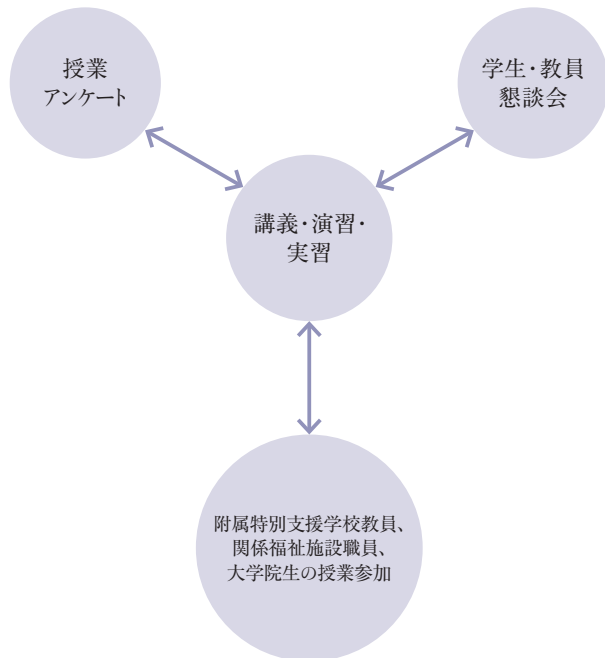 授業
アンケート
学生・教員
懇談会
講義・演習・
実習
附属特別支援学校教員、
関係福祉施設職員、
大学院生の授業参加